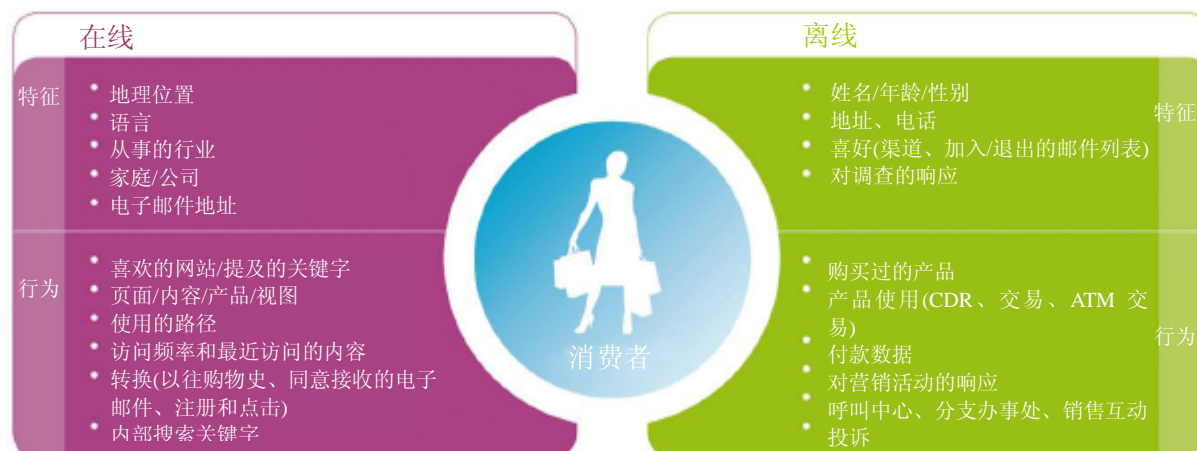 在线
特征
地理位置
语言
从事的行业
家庭/公司
电子邮件地址
行为
喜欢的网站/提及的关键字
页面/内容/产品/视图
使用的路径
访问频率和最近访问的内容
转换(以往购物史、同意接收的电子
邮件、注册和点击)
内部搜索关键字
消费者
离线
特征
姓名/年龄/性别
地址、电话
喜好(渠道、加入/退出的邮件列表)
对调查的响应
行为
购买过的产品
产品使用(CDR、交易、ATM 交
易)
付款数据
对营销活动的响应
呼叫中心、分支办事处、销售互动
投诉